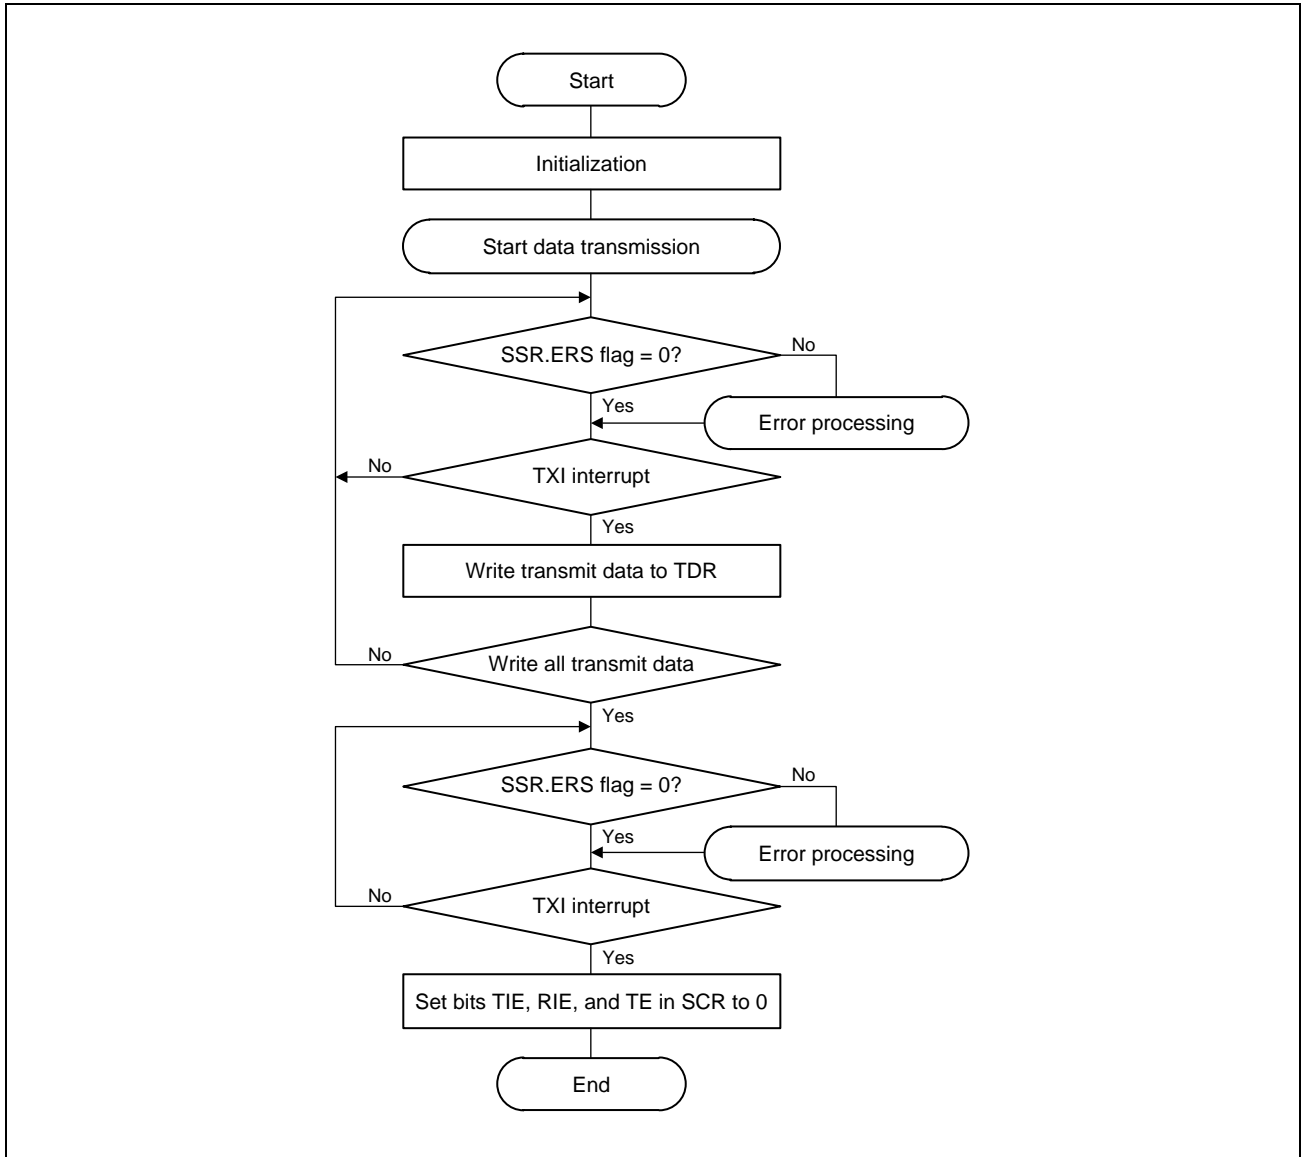 Start
Initialization
Start data transmission
SSR.ERS flag = 0?
No
Yes
Error processing
No
TXI interrupt
Yes
Write transmit data to TDR
No
Write all transmit data
Yes
SSR.ERS flag = 0?
No
Yes
Error processing
No
TXI interrupt
Yes
Set bits TIE, RIE, and TE in SCR to 0
End